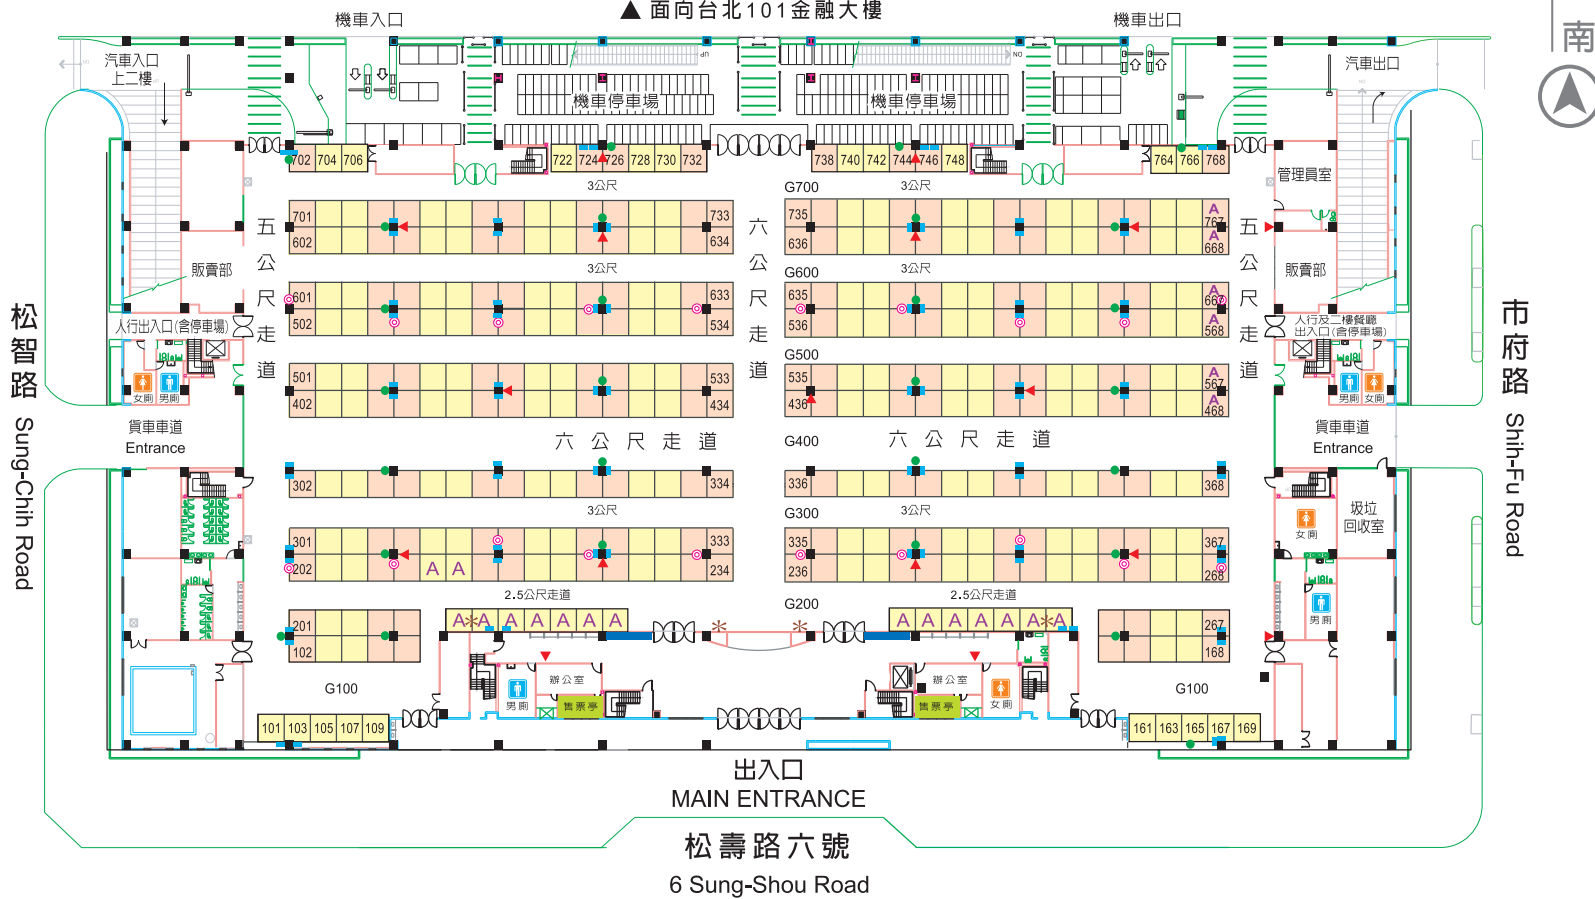 ▲ 面向台北101金融大樓
機車入口
機車出口
南
汽車入口
上二樓
汽車出口
UP
DN
機車停車場
機車停車場
702 704 706
722 724 726 728 730 732
738 740 742 744 746 748
764 766 768
管理員室
3公尺
G700
3公尺
701
733
735
A
767
602
634
636
A
668
五公尺走道
六公尺走道
五公尺走道
販賣部
販賣部
3公尺
G600
3公尺
601
633
635
A
667
502
534
536
A
568
人行出入口(含停車場)
人行及二樓餐廳
出入口(含停車場)
G500
501
533
535
A
567
402
434
436
A
468
女廁 男廁
男廁 女廁
松智路 Sung-Chih Road
市府路 Shih-Fu Road
貨車車道
Entrance
貨車車道
Entrance
六公尺走道
G400
六公尺走道
302
334
336
368
3公尺
G300
3公尺
女廁
圾垃
回收室
301
333
335
367
202
A A
234
236
268
2.5公尺走道
G200
2.5公尺走道
男廁
A A A A A A A
A A A A A A A
201
267
102
168
G100
G100
男廁
辦公室
售票亭
辦公室
售票亭
女廁
101 103 105 107 109
161 163 165 167 169
出入口
MAIN ENTRANCE
松壽路六號
6 Sung-Shou Road